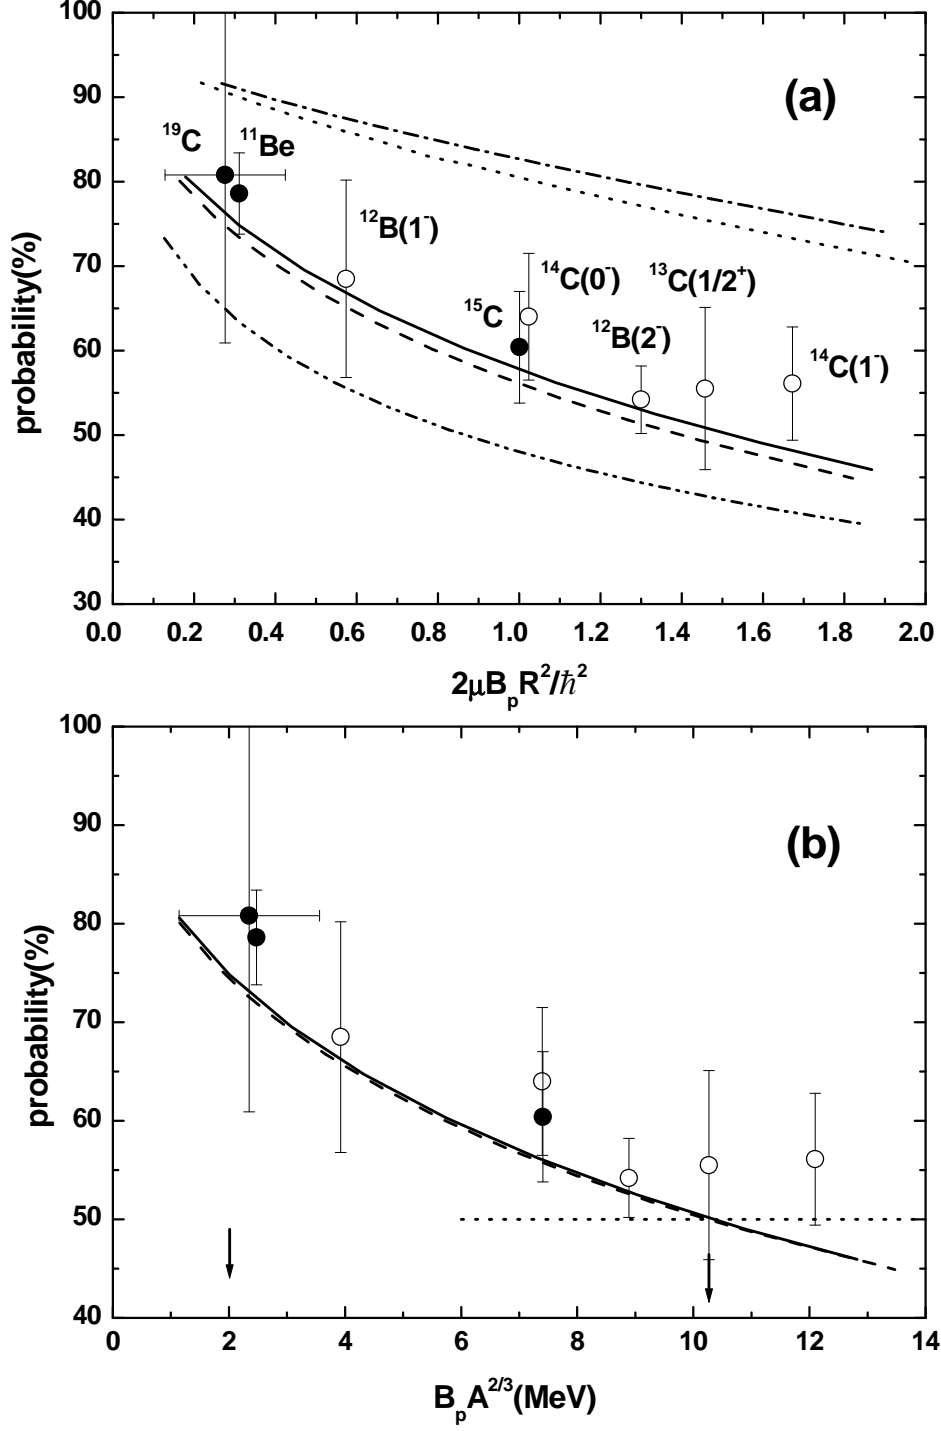 100
90
80
70
60
50
40
30
probability(%)
(a)
¹⁹C
¹¹Be
¹²B(1⁻)
¹⁵C
¹⁴C(0⁻)
¹³C(1/2⁺)
¹²B(2⁻)
¹⁴C(1⁻)
0.0 0.2 0.4 0.6 0.8 1.0 1.2 1.4 1.6 1.8 2.0
2μBₚR²/ℏ²
100
90
80
70
60
50
40
probability(%)
(b)
0 2 4 6 8 10 12 14
BₚA²ᐟ³(MeV)